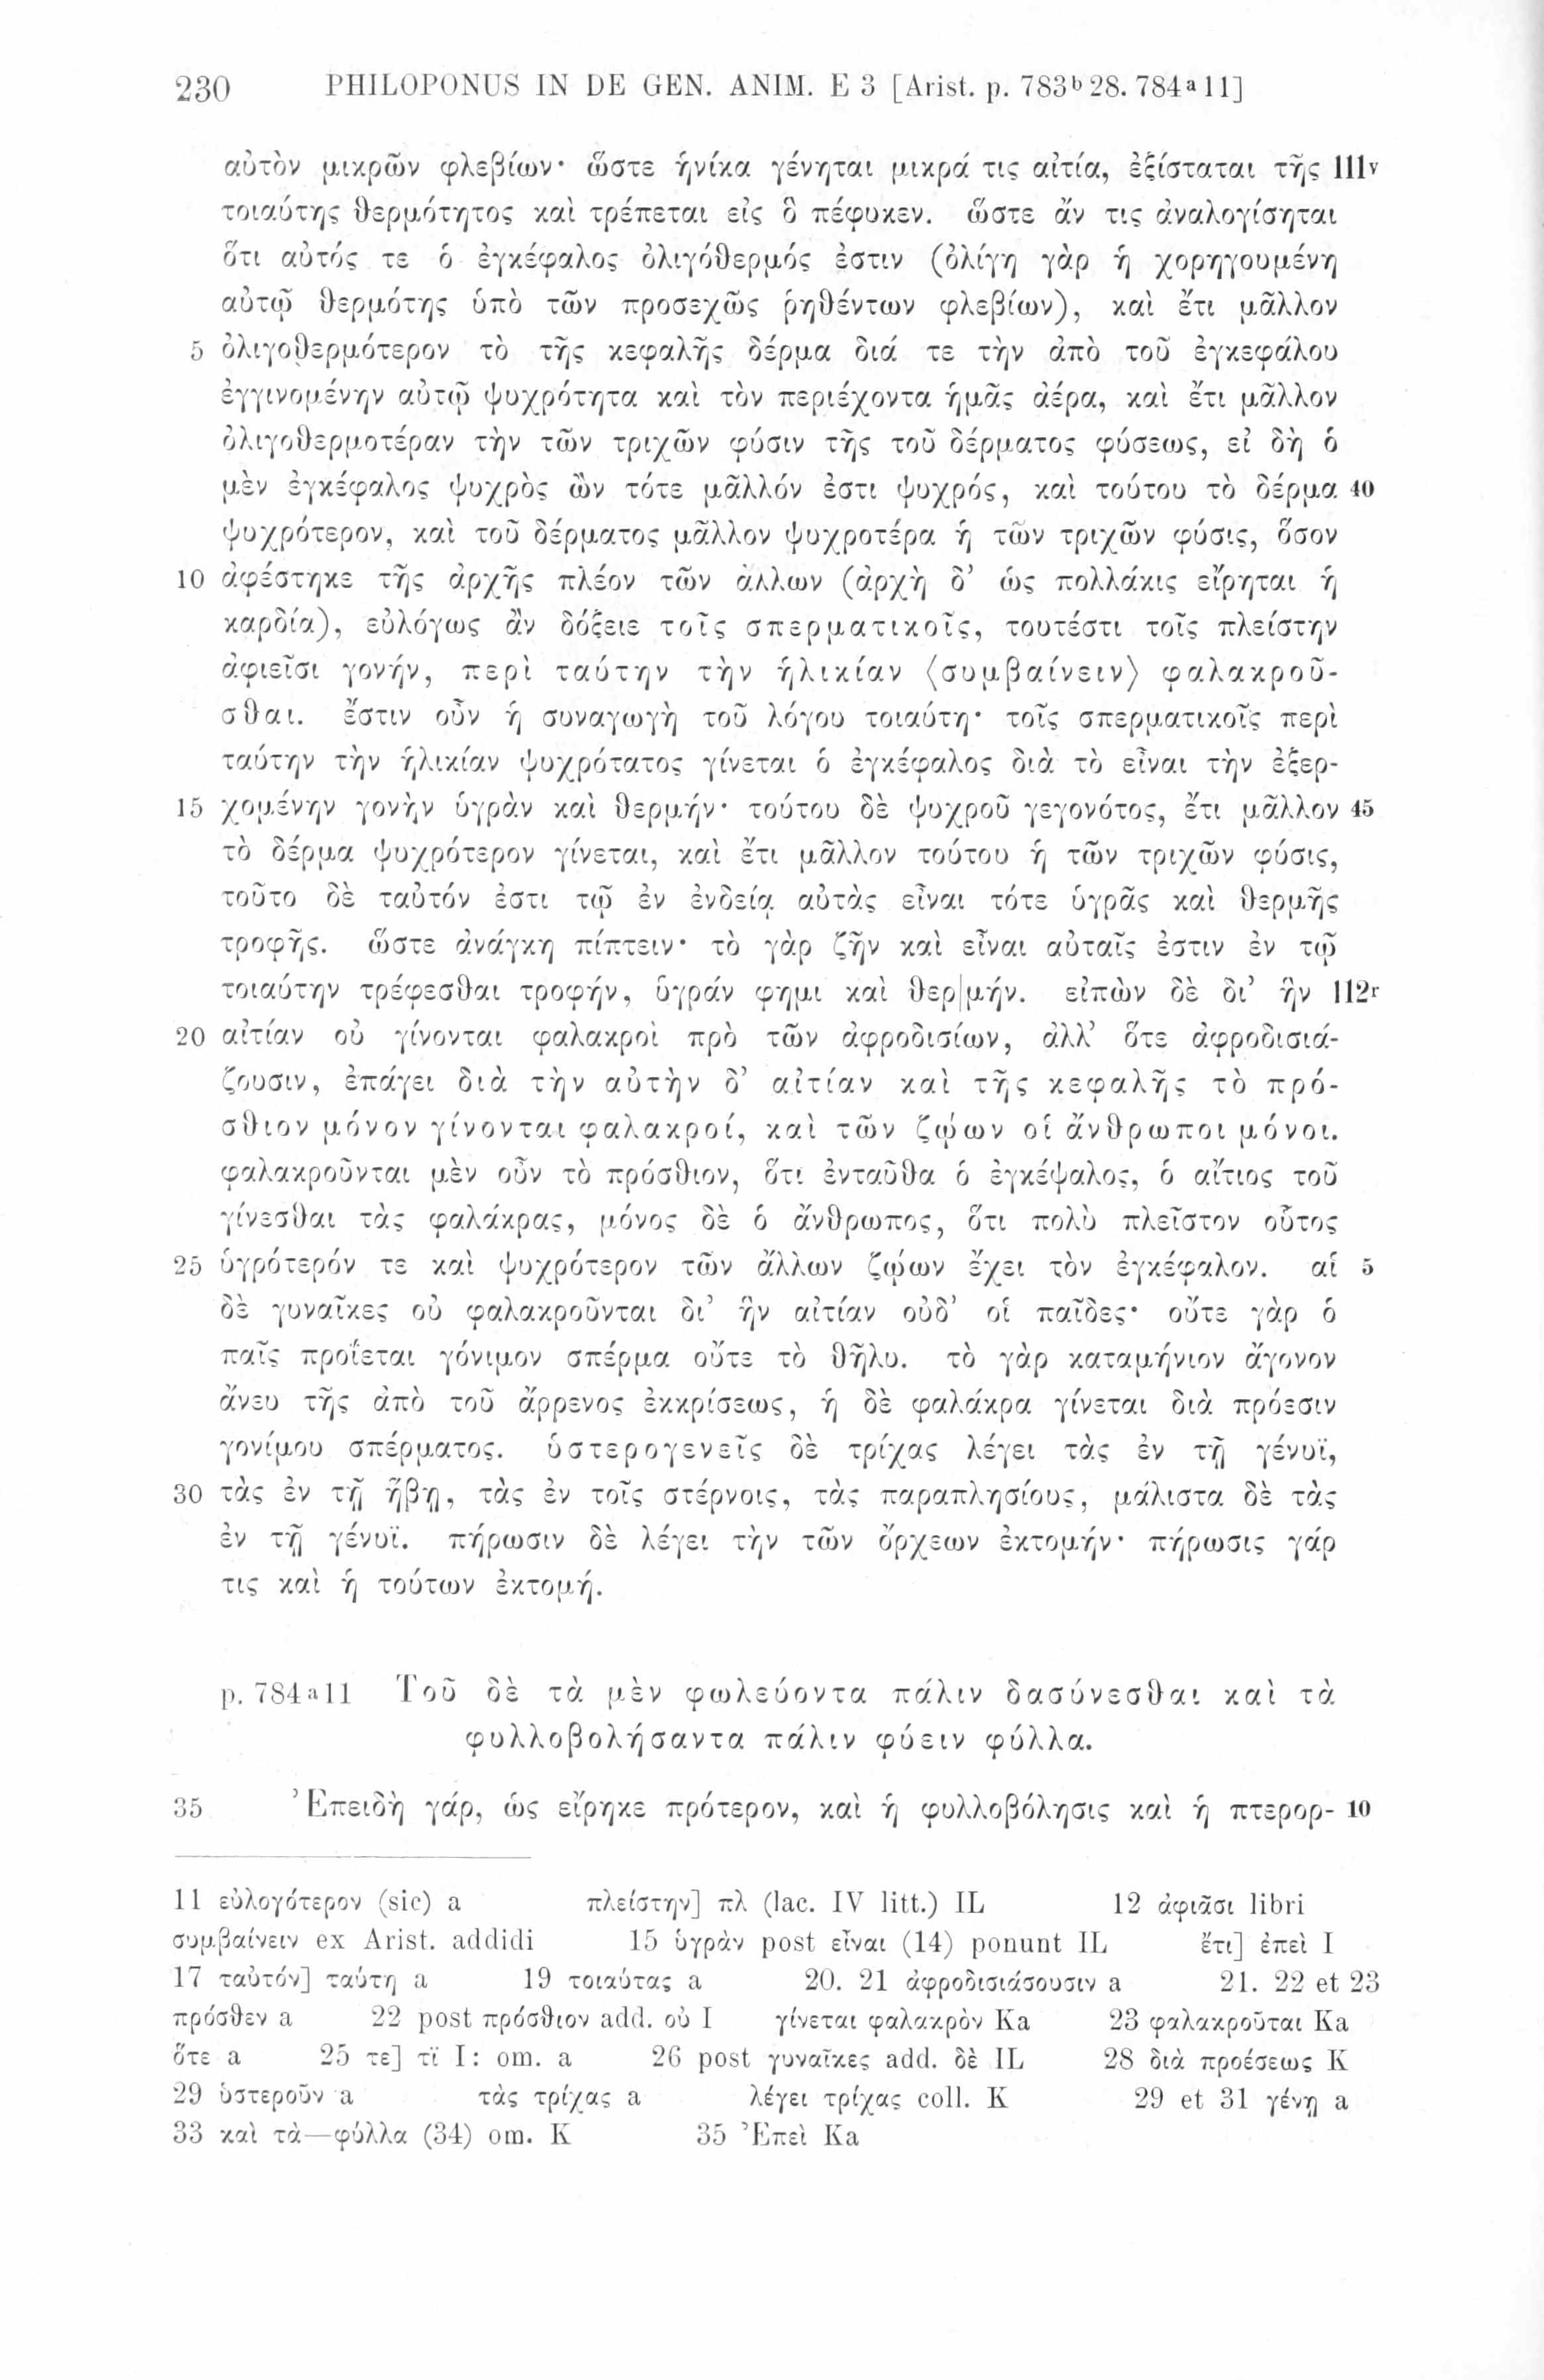 230 PHILOPONUS IN DE GEN. ANIM. E 3 [Arist. p. 783ᵇ28. 784ᵃ11]
αὐτὸν μικρῶν φλεβίων· ὥστε ἡνίκα γένηται μικρά τις αἰτία, ἐξίσταται τῆς 111ᵛ
τοιαύτης θερμότητος καὶ τρέπεται εἰς ὃ πέφυκεν. ὥστε ἄν τις ἀναλογίσηται
ὅτι αὐτός τε ὁ ἐγκέφαλος ὀλιγόθερμός ἐστιν (ὀλίγη γὰρ ἡ χορηγουμένη
αὐτῷ θερμότης ὑπὸ τῶν προσεχῶς ῥηθέντων φλεβίων), καὶ ἔτι μᾶλλον
5 ὀλιγοθερμότερον τὸ τῆς κεφαλῆς δέρμα διά τε τὴν ἀπὸ τοῦ ἐγκεφάλου
ἐγγινομένην αὐτῷ ψυχρότητα καὶ τὸν περιέχοντα ἡμᾶς ἀέρα, καὶ ἔτι μᾶλλον
ὀλιγοθερμοτέραν τὴν τῶν τριχῶν φύσιν τῆς τοῦ δέρματος φύσεως, εἰ δὴ ὁ
μὲν ἐγκέφαλος ψυχρὸς ὢν τότε μᾶλλόν ἐστι ψυχρός, καὶ τούτου τὸ δέρμα 40
ψυχρότερον, καὶ τοῦ δέρματος μᾶλλον ψυχροτέρα ἡ τῶν τριχῶν φύσις, ὅσον
10 ἀφέστηκε τῆς ἀρχῆς πλέον τῶν ἄλλων (ἀρχὴ δ’ ὡς πολλάκις εἴρηται ἡ
καρδία), εὐλόγως ἂν δόξειε τοῖς σπερματικοῖς, τουτέστι τοῖς πλείστην
ἀφιεῖσι γονήν, περὶ ταύτην τὴν ἡλικίαν ⟨συμβαίνειν⟩ φαλακροῦ-
σθαι. ἔστιν οὖν ἡ συναγωγὴ τοῦ λόγου τοιαύτη· τοῖς σπερματικοῖς περὶ
ταύτην τὴν ἡλικίαν ψυχρότατος γίνεται ὁ ἐγκέφαλος διὰ τὸ εἶναι τὴν ἐξερ-
15 χομένην γονὴν ὑγρὰν καὶ θερμήν· τούτου δὲ ψυχροῦ γεγονότος, ἔτι μᾶλλον 45
τὸ δέρμα ψυχρότερον γίνεται, καὶ ἔτι μᾶλλον τούτου ἡ τῶν τριχῶν φύσις,
τοῦτο δὲ ταὐτόν ἐστι τῷ ἐν ἐνδείᾳ αὐτὰς εἶναι τότε ὑγρᾶς καὶ θερμῆς
τροφῆς. ὥστε ἀνάγκη πίπτειν· τὸ γὰρ ζῆν καὶ εἶναι αὐταῖς ἐστιν ἐν τῷ
τοιαύτην τρέφεσθαι τροφήν, ὑγράν φημι καὶ θερ|μήν. εἰπὼν δὲ δι’ ἣν 112ʳ
20 αἰτίαν οὐ γίνονται φαλακροὶ πρὸ τῶν ἀφροδισίων, ἀλλ’ ὅτε ἀφροδισιά-
ζουσιν, ἐπάγει διὰ τὴν αὐτὴν δ’ αἰτίαν καὶ τῆς κεφαλῆς τὸ πρό-
σθιον μόνον γίνονται φαλακροί, καὶ τῶν ζῴων οἱ ἄνθρωποι μόνοι.
φαλακροῦνται μὲν οὖν τὸ πρόσθιον, ὅτι ἐνταῦθα ὁ ἐγκέψαλος, ὁ αἴτιος τοῦ
γίνεσθαι τὰς φαλάκρας, μόνος δὲ ὁ ἄνθρωπος, ὅτι πολὺ πλεῖστον οὗτος
25 ὑγρότερόν τε καὶ ψυχρότερον τῶν ἄλλων ζῴων ἔχει τὸν ἐγκέφαλον. αἱ 5
δὲ γυναῖκες οὐ φαλακροῦνται δι’ ἣν αἰτίαν οὐδ’ οἱ παῖδες· οὔτε γὰρ ὁ
παῖς προΐεται γόνιμον σπέρμα οὔτε τὸ θῆλυ. τὸ γὰρ καταμήνιον ἄγονον
ἄνευ τῆς ἀπὸ τοῦ ἄρρενος ἐκκρίσεως, ἡ δὲ φαλάκρα γίνεται διὰ πρόεσιν
γονίμου σπέρματος. ὑστερογενεῖς δὲ τρίχας λέγει τὰς ἐν τῇ γένυϊ,
30 τὰς ἐν τῇ ἥβῃ, τὰς ἐν τοῖς στέρνοις, τὰς παραπλησίους, μάλιστα δὲ τὰς
ἐν τῇ γένυϊ. πήρωσιν δὲ λέγει τὴν τῶν ὄρχεων ἐκτομήν· πήρωσις γάρ
τις καὶ ἡ τούτων ἐκτομή.
p. 784ᵃ11 Τοῦ δὲ τὰ μὲν φωλεύοντα πάλιν δασύνεσθαι καὶ τὰ
φυλλοβολήσαντα πάλιν φύειν φύλλα.
35 Ἐπειδὴ γάρ, ὡς εἴρηκε πρότερον, καὶ ἡ φυλλοβόλησις καὶ ἡ πτερορ- 10
11 εὐλογότερον (sic) a πλείστην] πλ (lac. IV litt.) IL 12 ἀφιᾶσι libri
συμβαίνειν ex Arist. addidi 15 ὑγρὰν post εἶναι (14) ponunt IL ἔτι] ἐπεὶ I
17 ταὐτόν] ταύτη a 19 τοιαύτας a 20. 21 ἀφροδισιάσουσιν a 21. 22 et 23
πρόσθεν a 22 post πρόσθιον add. οὐ I γίνεται φαλακρὸν Ka 23 φαλακροῦται Ka
ὅτε a 25 τε] τϊ I: om. a 26 post γυναῖκες add. δὲ IL 28 διὰ προέσεως K
29 ὑστεροῦν a τὰς τρίχας a λέγει τρίχας coll. K 29 et 31 γένῃ a
33 καὶ τὰ—φύλλα (34) om. K 35 Ἐπεὶ Ka